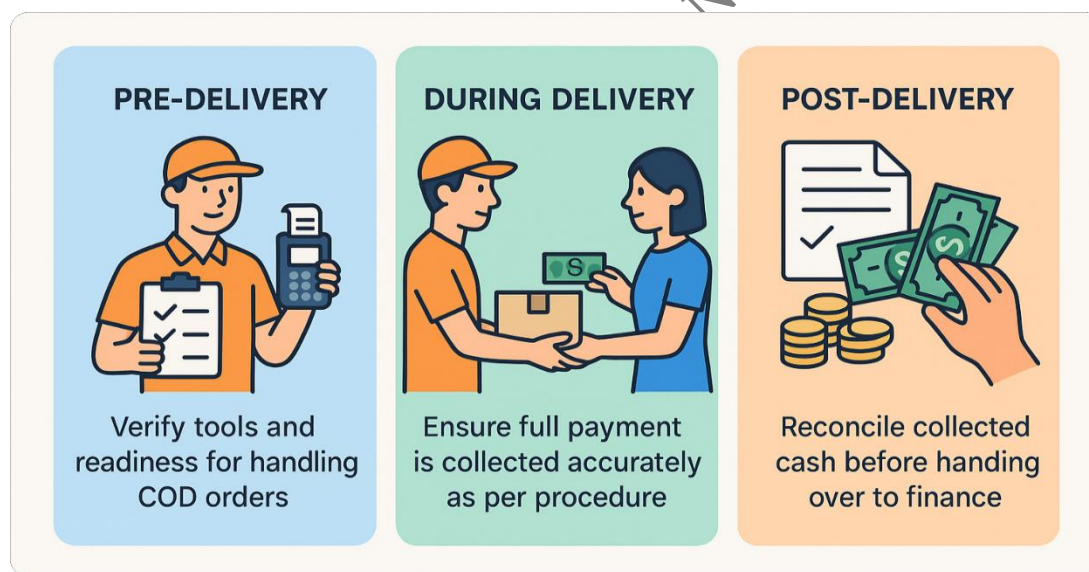 PRE-DELIVERY
Verify tools and
readiness for handling
COD orders
DURING DELIVERY
Ensure full payment
is collected accurately
as per procedure
POST-DELIVERY
Reconcile collected
cash before handing
over to finance